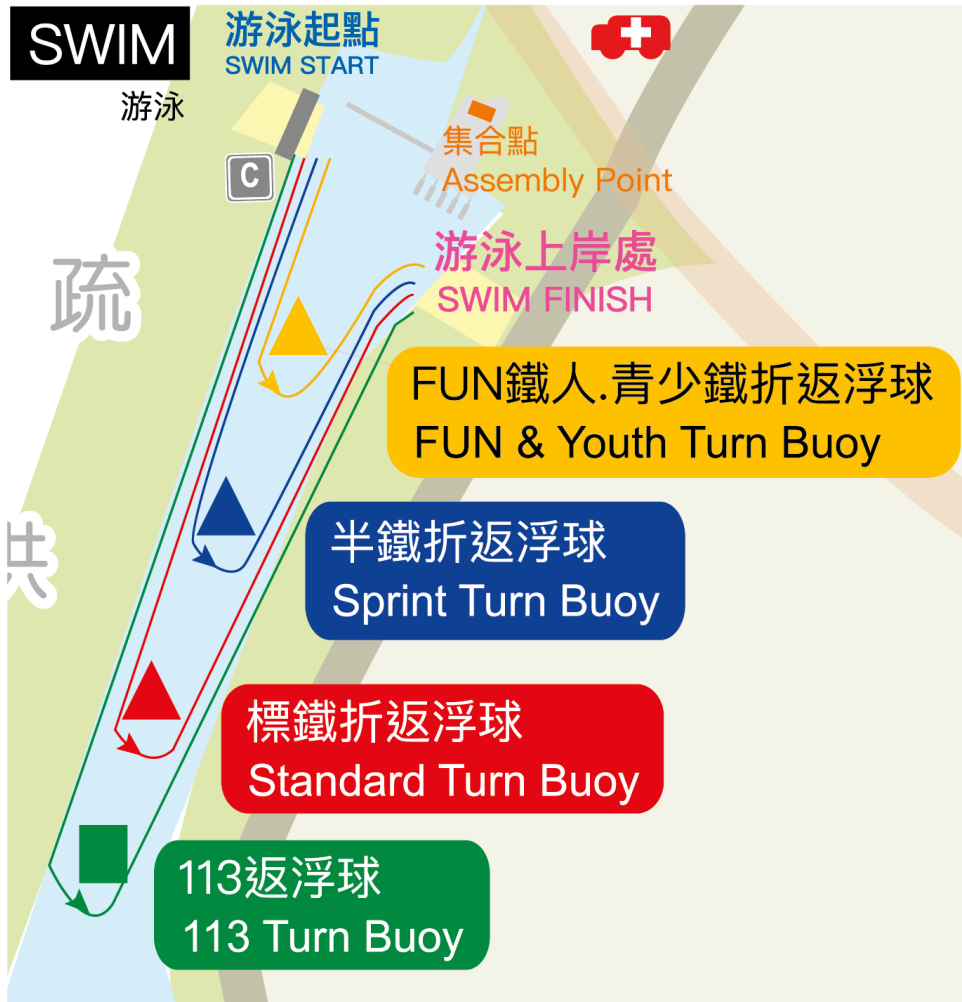 SWIM
游泳
游泳起點
SWIM START
集合點
Assembly Point
C
游泳上岸處
SWIM FINISH
疏
洪
FUN鐵人.青少鐵折返浮球
FUN & Youth Turn Buoy
半鐵折返浮球
Sprint Turn Buoy
標鐵折返浮球
Standard Turn Buoy
113返浮球
113 Turn Buoy